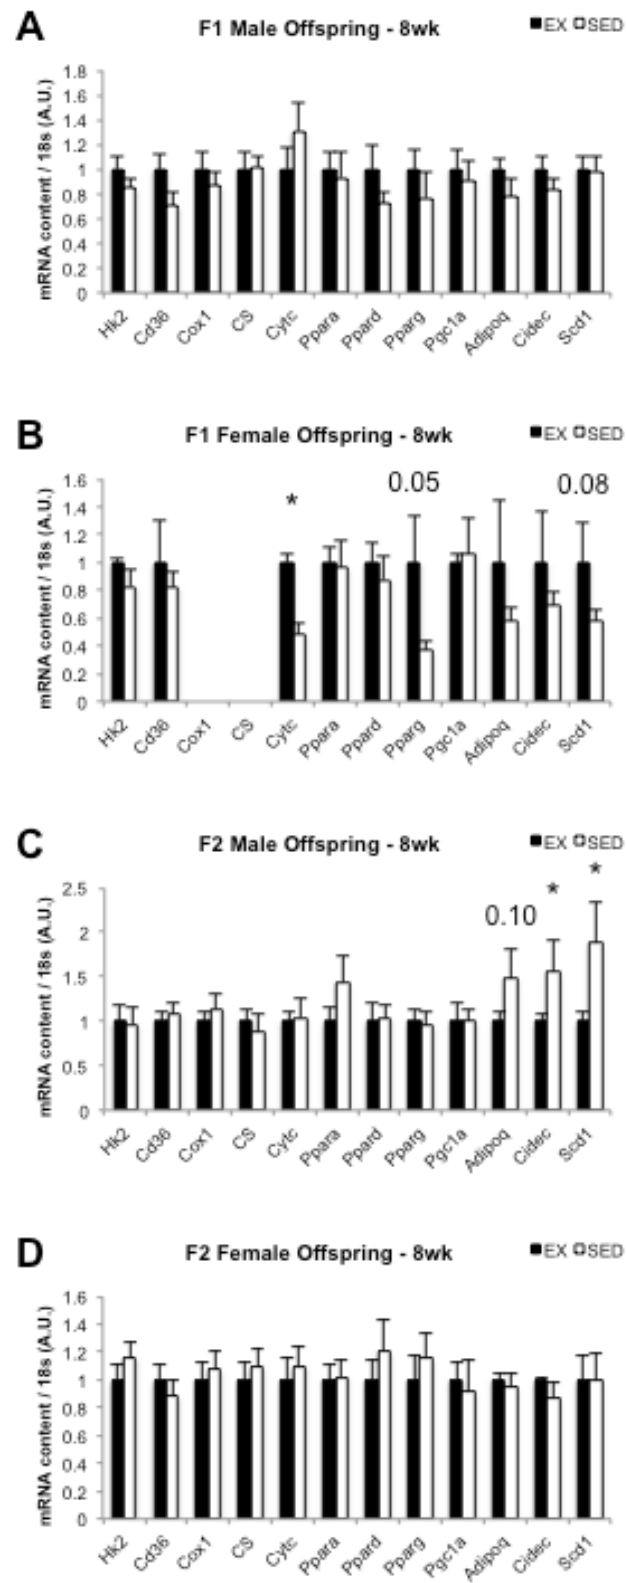 A
F1 Male Offspring - 8wk
EX SED
mRNA content / 18s (A.U.)
1.8
1.6
1.4
1.2
1
0.8
0.6
0.4
0.2
0
Hk2 Cd36 Cox1 CS Cytc Ppara Ppard Pparg Pgc1a Adipoq Cidec Scd1
B
F1 Female Offspring - 8wk
EX SED
mRNA content / 18s (A.U.)
1.6
1.4
1.2
1
0.8
0.6
0.4
0.2
0
* 0.05 0.08
Hk2 Cd36 Cox1 CS Cytc Ppara Ppard Pparg Pgc1a Adipoq Cidec Scd1
C
F2 Male Offspring - 8wk
EX SED
mRNA content / 18s (A.U.)
2.5
2
1.5
1
0.5
0
0.10 * *
Hk2 Cd36 Cox1 CS Cytc Ppara Ppard Pparg Pgc1a Adipoq Cidec Scd1
D
F2 Female Offspring - 8wk
EX SED
mRNA content / 18s (A.U.)
1.6
1.4
1.2
1
0.8
0.6
0.4
0.2
0
Hk2 Cd36 Cox1 CS Cytc Ppara Ppard Pparg Pgc1a Adipoq Cidec Scd1